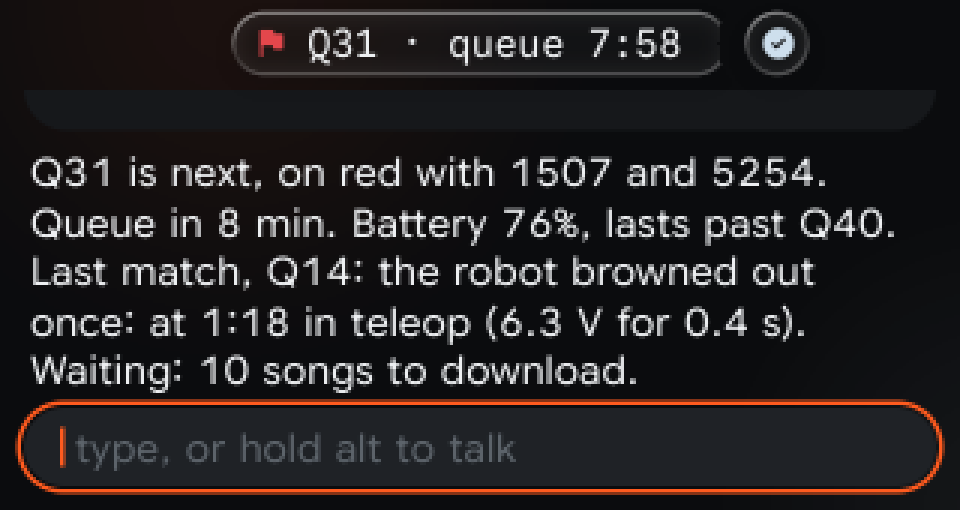 Q31 · queue 7:58
Q31 is next, on red with 1507 and 5254.
Queue in 8 min. Battery 76%, lasts past Q40.
Last match, Q14: the robot browned out
once: at 1:18 in teleop (6.3 V for 0.4 s).
Waiting: 10 songs to download.
type, or hold alt to talk